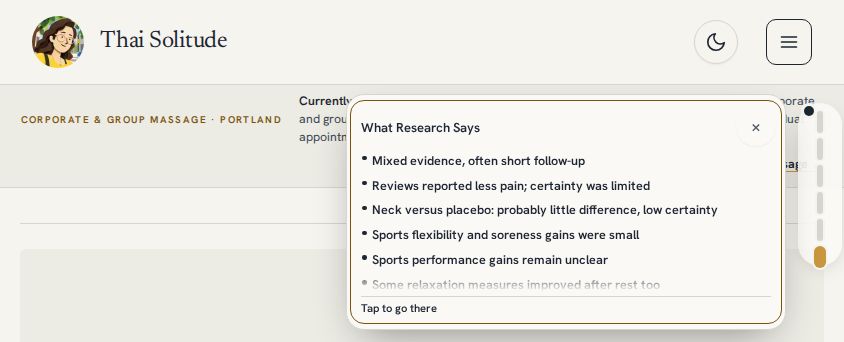 Thai Solitude
CORPORATE & GROUP MASSAGE · PORTLAND
Currently
and grou
appointm
porate
dua
sage
What Research Says
×
• Mixed evidence, often short follow-up
• Reviews reported less pain; certainty was limited
• Neck versus placebo: probably little difference, low certainty
• Sports flexibility and soreness gains were small
• Sports performance gains remain unclear
• Some relaxation measures improved after rest too
Tap to go there